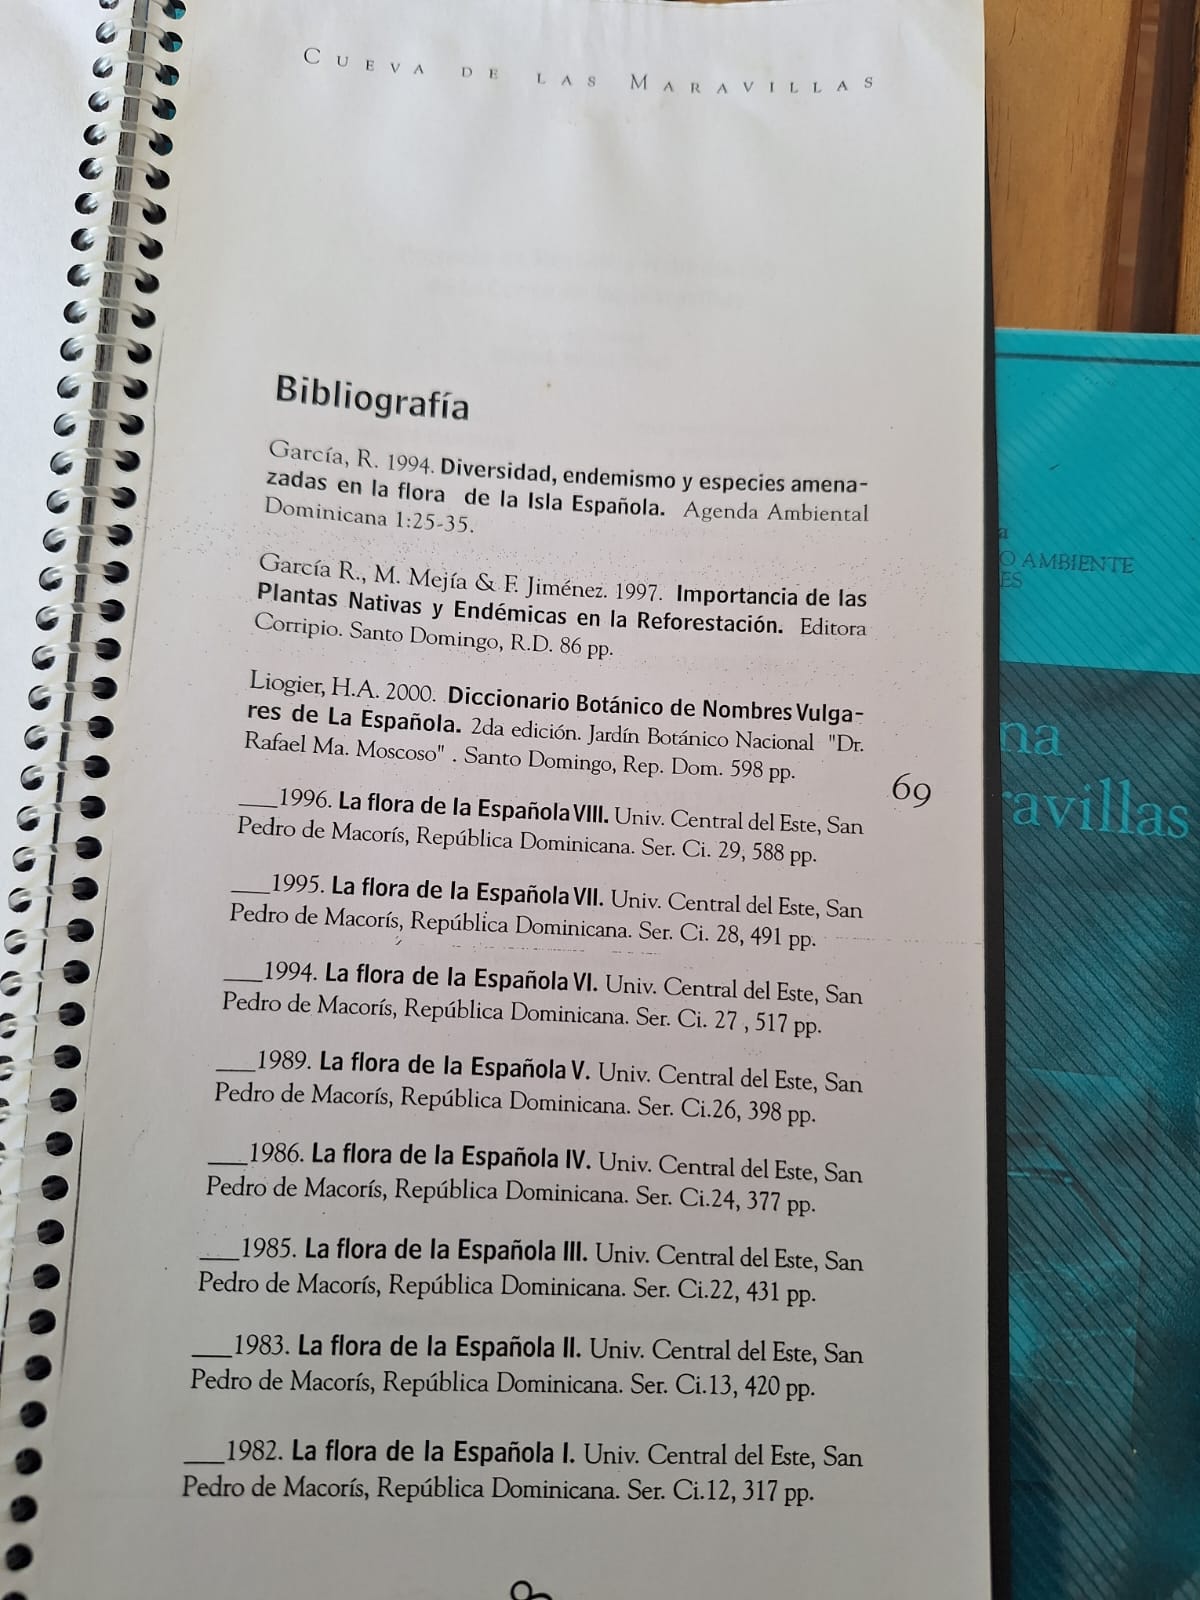 CUEVA DE LAS MARAVILLAS
Bibliografía
García, R. 1994. Diversidad, endemismo y especies amena-
zadas en la flora de la Isla Española. Agenda Ambiental
Dominicana 1:25-35.
García R., M. Mejía & F. Jiménez. 1997. Importancia de las
Plantas Nativas y Endémicas en la Reforestación. Editora
Corripio. Santo Domingo, R.D. 86 pp.
Liogier, H.A. 2000. Diccionario Botánico de Nombres Vulga-
res de La Española. 2da edición. Jardín Botánico Nacional "Dr.
Rafael Ma. Moscoso" . Santo Domingo, Rep. Dom. 598 pp.
___1996. La flora de la Española VIII. Univ. Central del Este, San
Pedro de Macorís, República Dominicana. Ser. Ci. 29, 588 pp.
___1995. La flora de la Española VII. Univ. Central del Este, San
Pedro de Macorís, República Dominicana. Ser. Ci. 28, 491 pp.
___1994. La flora de la Española VI. Univ. Central del Este, San
Pedro de Macorís, República Dominicana. Ser. Ci. 27 , 517 pp.
___1989. La flora de la Española V. Univ. Central del Este, San
Pedro de Macorís, República Dominicana. Ser. Ci.26, 398 pp.
___1986. La flora de la Española IV. Univ. Central del Este, San
Pedro de Macorís, República Dominicana. Ser. Ci.24, 377 pp.
___1985. La flora de la Española III. Univ. Central del Este, San
Pedro de Macorís, República Dominicana. Ser. Ci.22, 431 pp.
___1983. La flora de la Española II. Univ. Central del Este, San
Pedro de Macorís, República Dominicana. Ser. Ci.13, 420 pp.
___1982. La flora de la Española I. Univ. Central del Este, San
Pedro de Macorís, República Dominicana. Ser. Ci.12, 317 pp.
69
a
O AMBIENTE
ES
na
ravillas